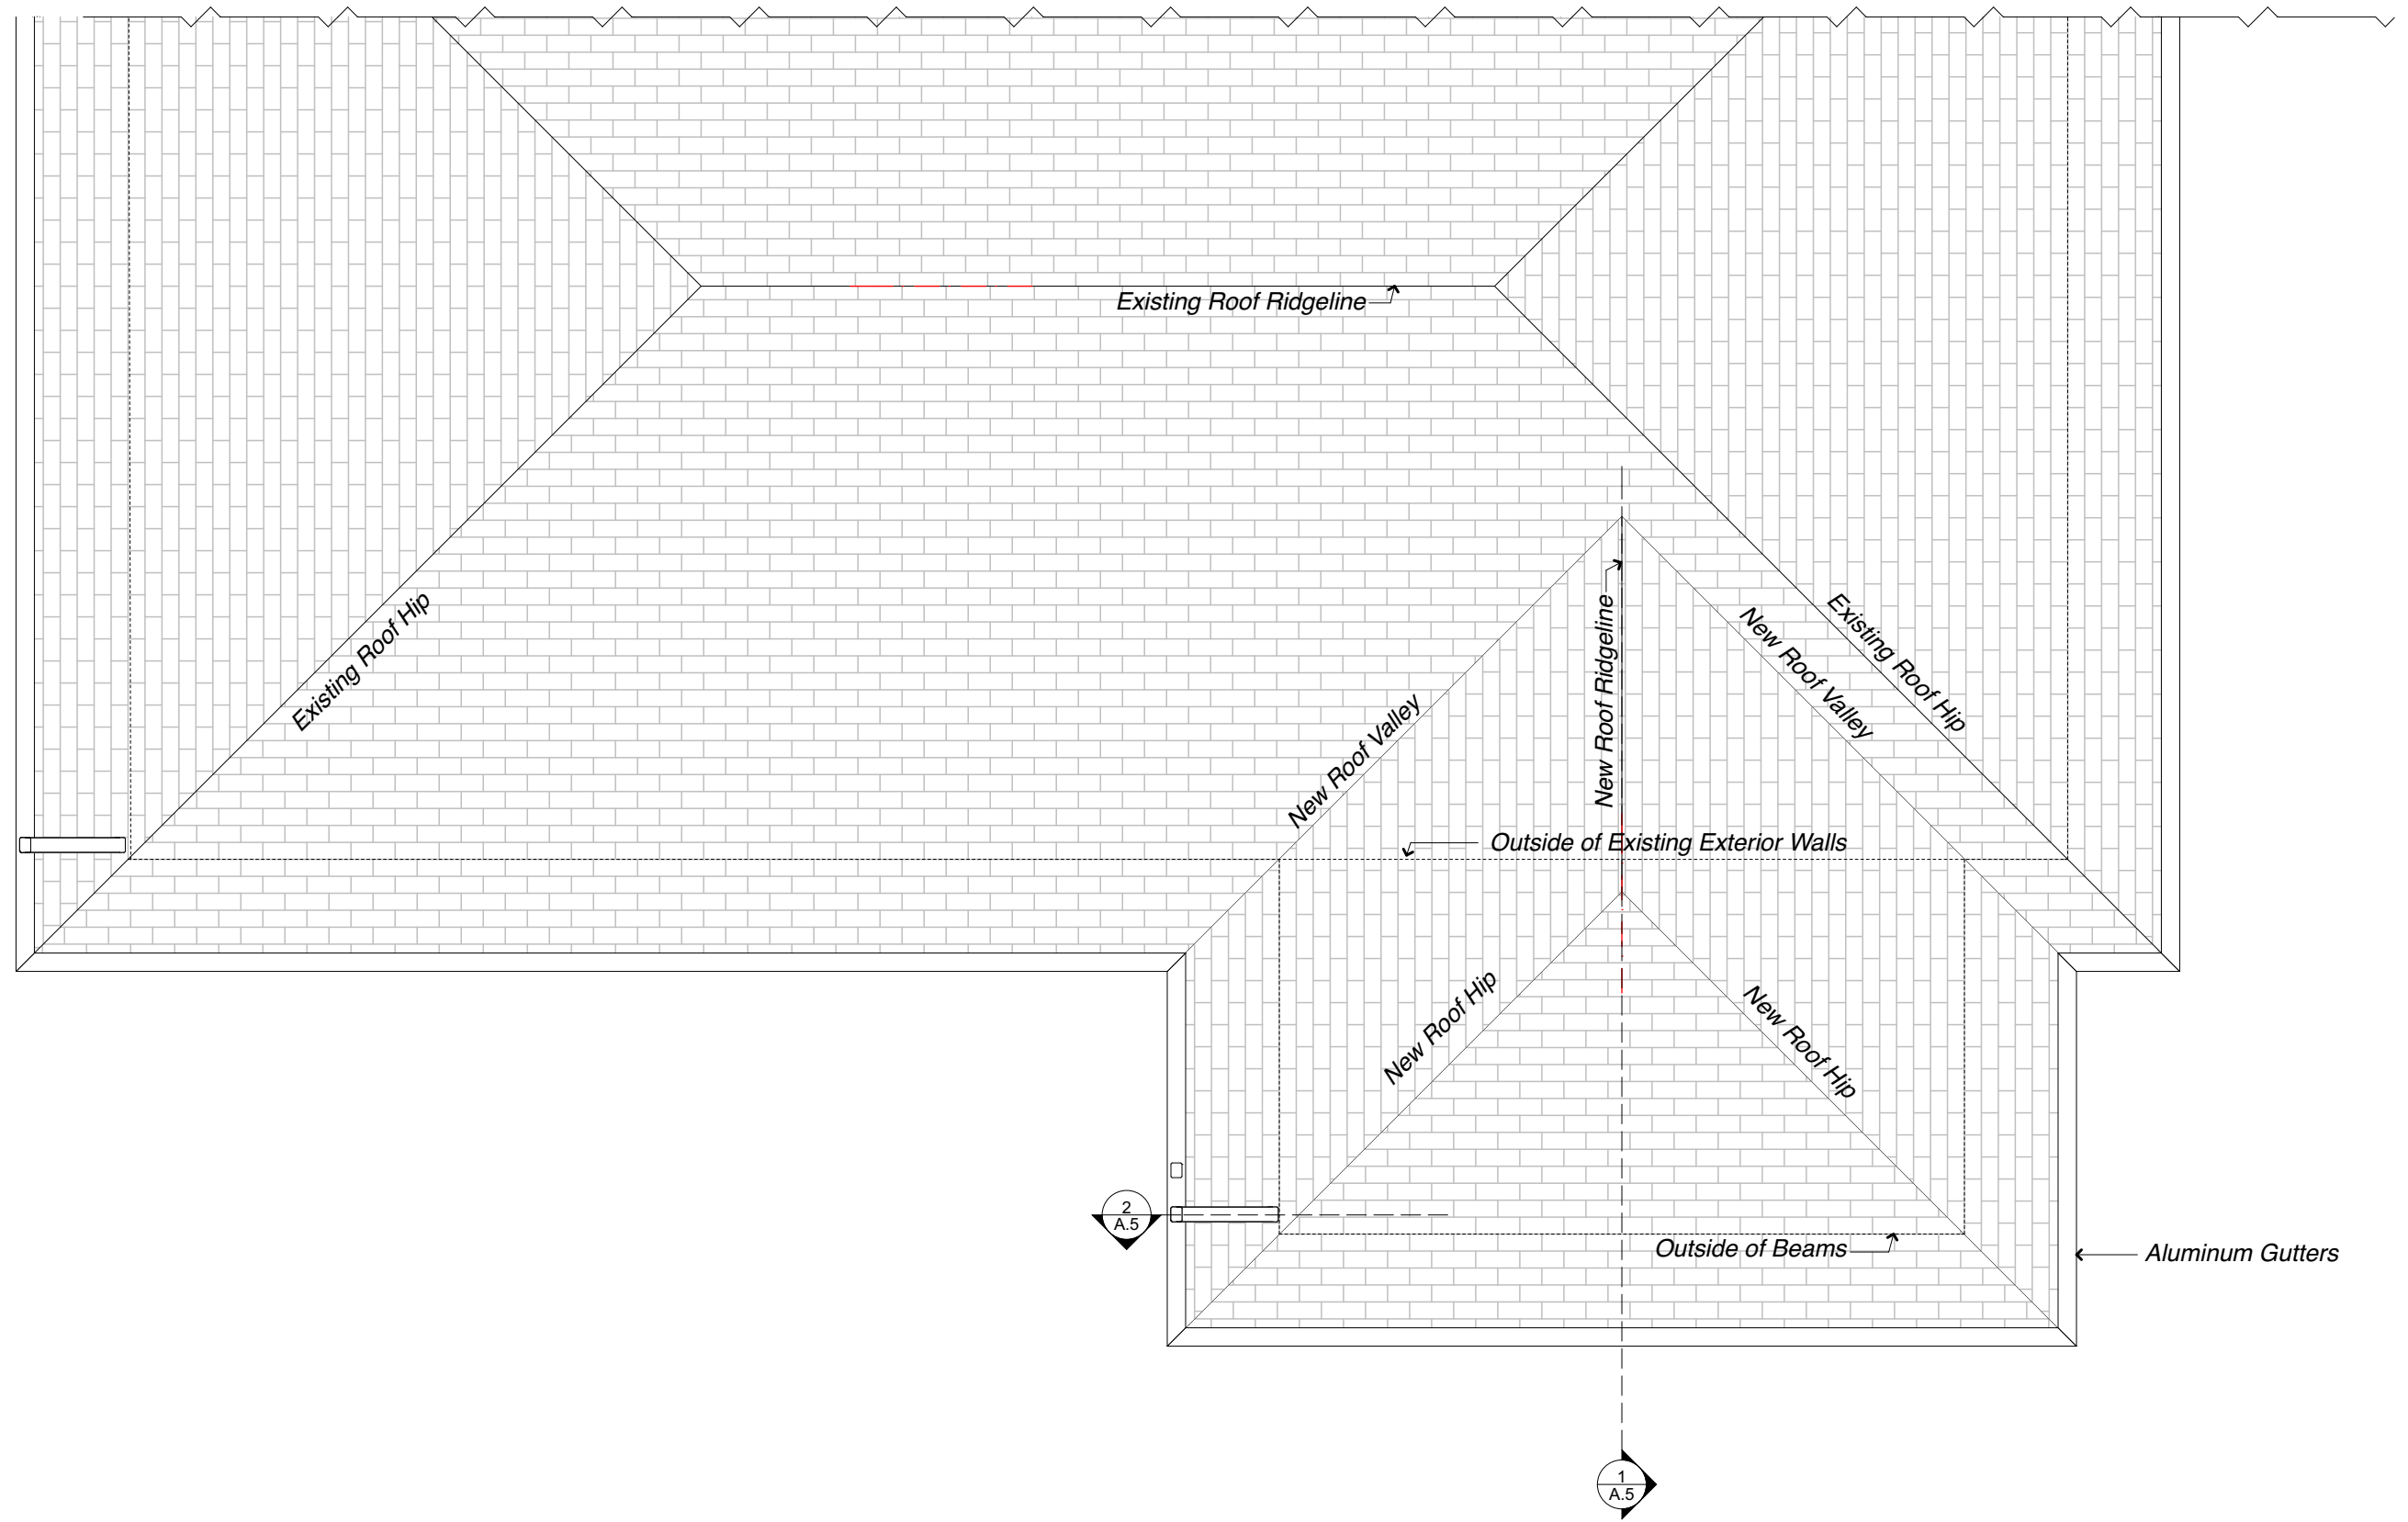 Existing Roof Ridgeline
Existing Roof Hip
New Roof Valley
New Roof Ridgeline
New Roof Valley
Existing Roof Hip
Outside of Existing Exterior Walls
New Roof Hip
New Roof Hip
2
A.5
Outside of Beams
Aluminum Gutters
1
A.5